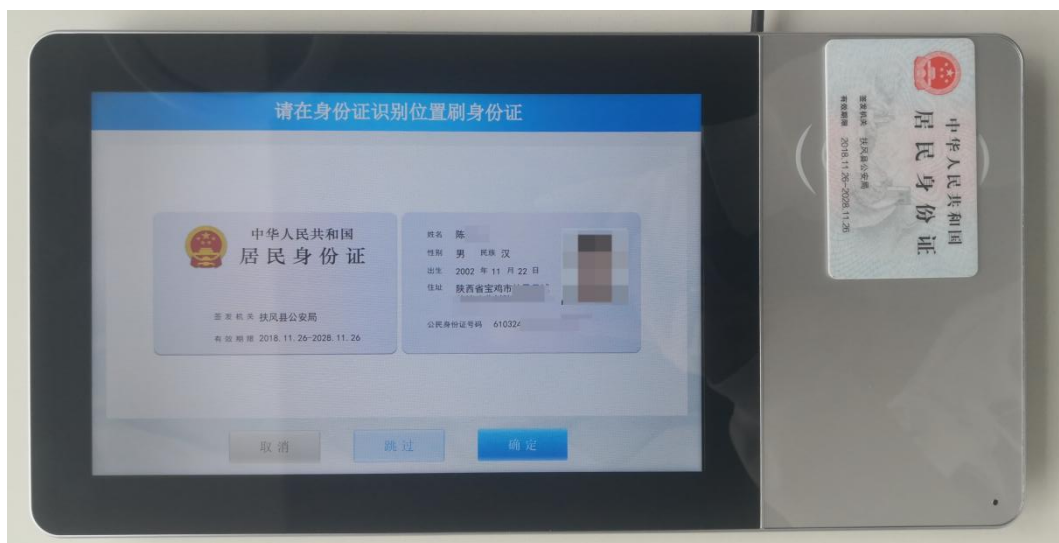 请在身份证识别位置刷身份证
中华人民共和国
居民身份证
签发机关 扶风县公安局
有效期限 2018.11.26-2028.11.26
姓名 陈
性别 男 民族 汉
出生 2002 年 11 月 22 日
住址 陕西省宝鸡市
公民身份证号码 610324
取消
跳过
确定
中华人民共和国
居民身份证
签发机关 扶风县公安局
有效期限 2018.11.26-2028.11.26